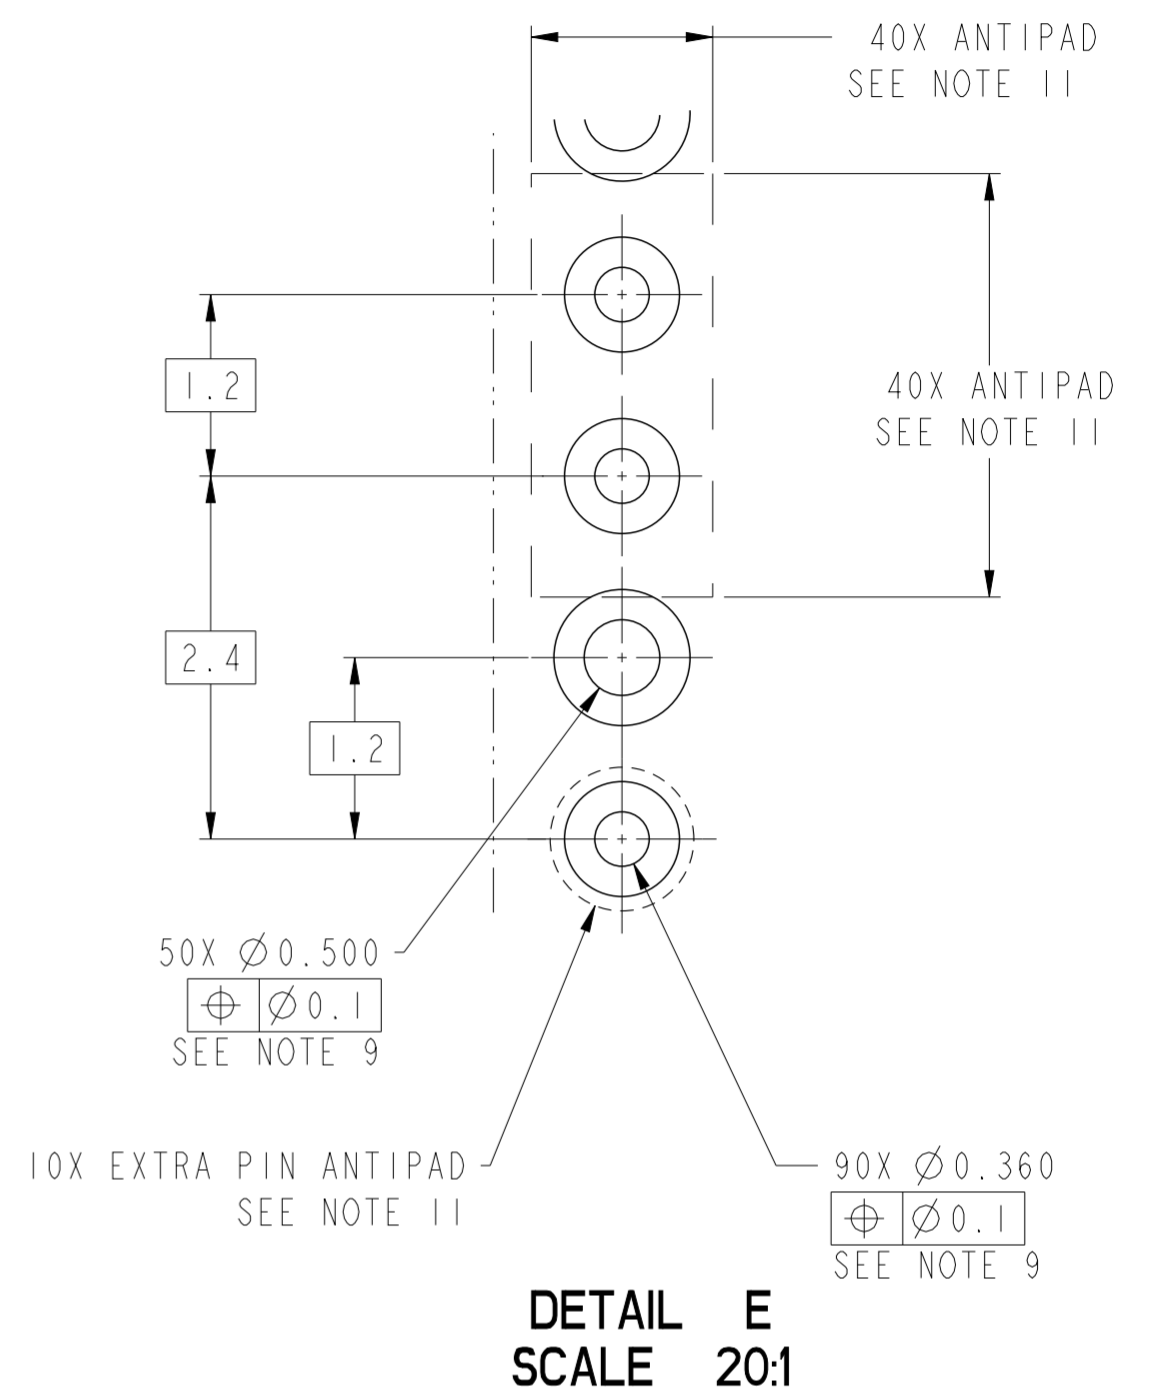 40X ANTIPAD
SEE NOTE 11
1.2
40X ANTIPAD
SEE NOTE 11
2.4
1.2
50X Ø0.500
⌖ Ø0.1
SEE NOTE 9
10X EXTRA PIN ANTIPAD
SEE NOTE 11
90X Ø0.360
⌖ Ø0.1
SEE NOTE 9
DETAIL E
SCALE 20:1